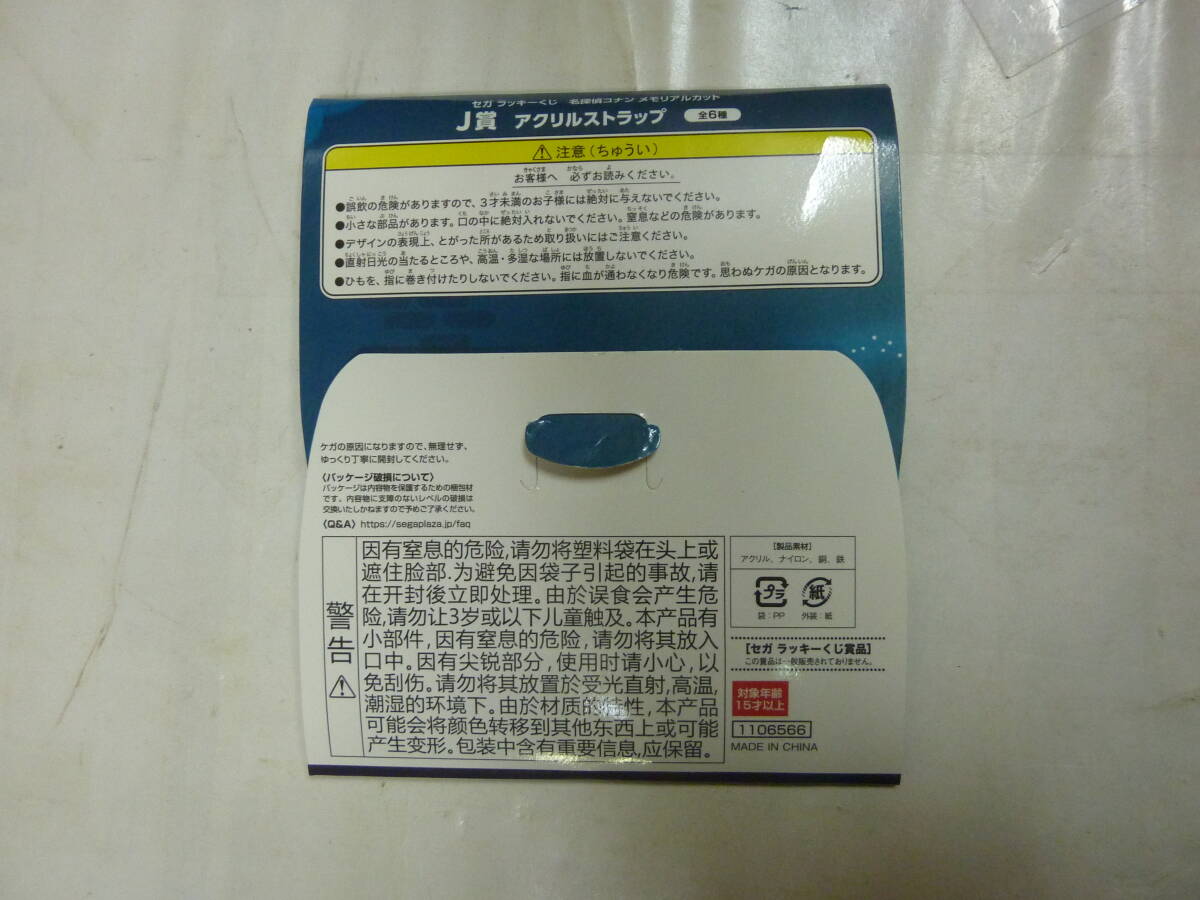 セガ ラッキーくじ 名探偵コナン メモリアルカット
J賞 アクリルストラップ 全6種
⚠注意(ちゅうい)
お客様へ 必ずお読みください。
●誤飲の危険がありますので、3才未満のお子様には絶対に与えないでください。
●小さな部品があります。口の中に絶対入れないでください。窒息などの危険があります。
●デザインの表現上、とがった所があるため取り扱いにはご注意ください。
●直射日光の当たるところや、高温・多湿な場所には放置しないでください。
●ひもを、指に巻き付けたりしないでください。指に血が通わなくなり危険です。思わぬケガの原因となります。
ケガの原因になりますので、無理せず、
ゆっくり丁寧に開封してください。
〈パッケージ破損について〉
パッケージは内容物を保護するための梱包材
です。内容物に支障のないレベルの破損は
交換いたしかねますので予めご了承ください。
〈Q&A〉https://segaplaza.jp/faq
警告⚠
因有窒息的危险,请勿将塑料袋在头上或
遮住脸部.为避免因袋子引起的事故,请
在开封後立即处理。由於误食会产生危
险,请勿让3岁或以下儿童触及。本产品有
小部件,因有窒息的危险,请勿将其放入
口中。因有尖锐部分,使用时请小心,以
免刮伤。请勿将其放置於受光直射,高温,
潮湿的环境下。由於材质的特性,本产品
可能会将颜色转移到其他东西上或可能
产生变形。包装中含有重要信息,应保留。
[製品素材]
アクリル、ナイロン、銅、鉄
プラ 紙
袋:PP 外装:紙
[セガ ラッキーくじ賞品]
この賞品は一般販売されておりません。
対象年齢
15才以上
1106566
MADE IN CHINA